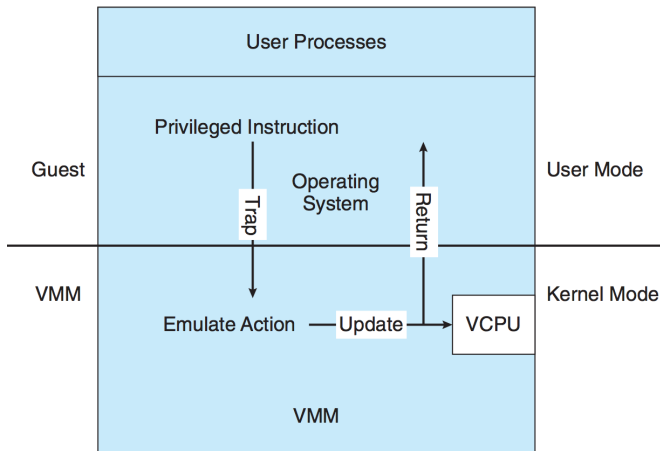 User Processes
Privileged Instruction
Guest
Operating
System
User Mode
Trap
Return
VMM
Kernel Mode
Emulate Action
Update
VCPU
VMM